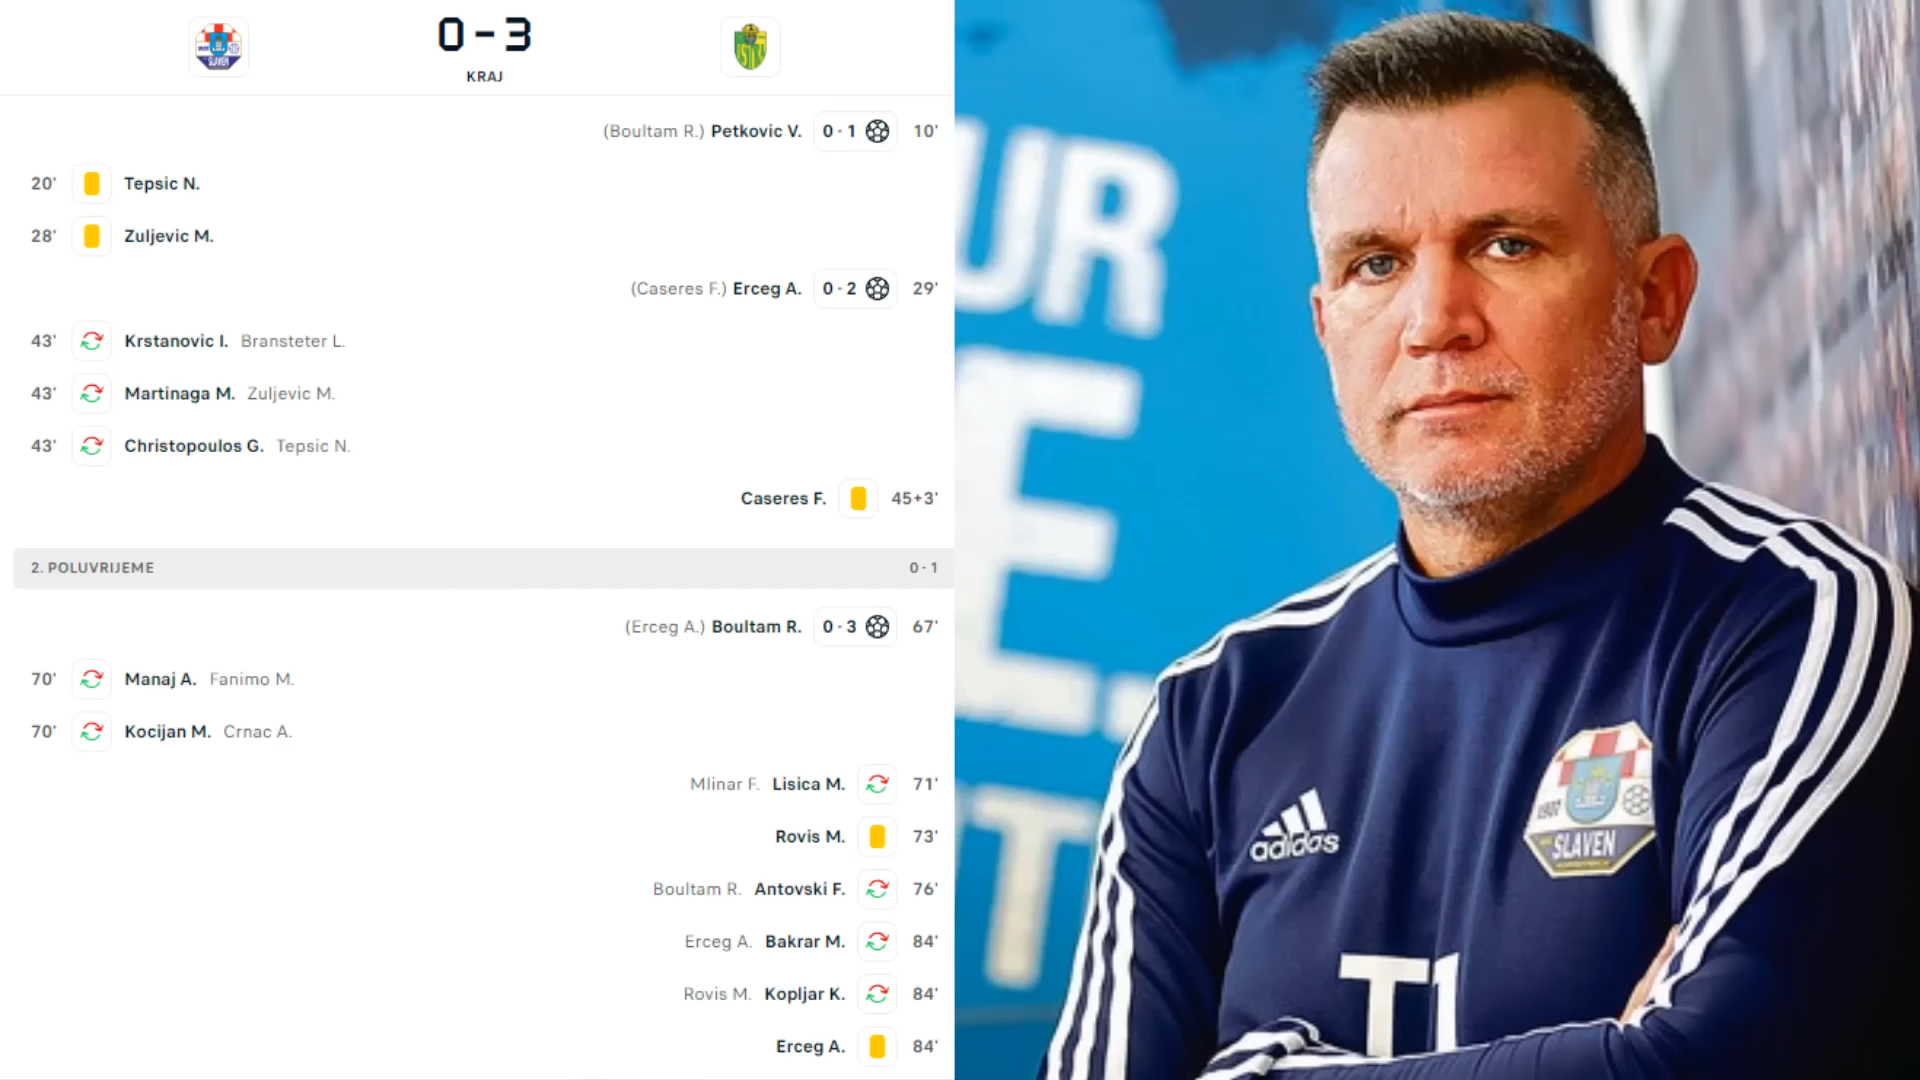 0 - 3
KRAJ
(Boultam R.) Petkovic V. 0 - 1 10'
20' Tepsic N.
28' Zuljevic M.
(Caseres F.) Erceg A. 0 - 2 29'
43' Krstanovic I. Bransteter L.
43' Martinaga M. Zuljevic M.
43' Christopoulos G. Tepsic N.
Caseres F. 45+3'
2. POLUVRIJEME 0 - 1
(Erceg A.) Boultam R. 0 - 3 67'
70' Manaj A. Fanimo M.
70' Kocijan M. Crnac A.
Mlinar F. Lisica M. 71'
Rovis M. 73'
Boultam R. Antovski F. 76'
Erceg A. Bakrar M. 84'
Rovis M. Kopljar K. 84'
Erceg A. 84'
UR
E.
T
adidas
1907
SLAVEN
T1